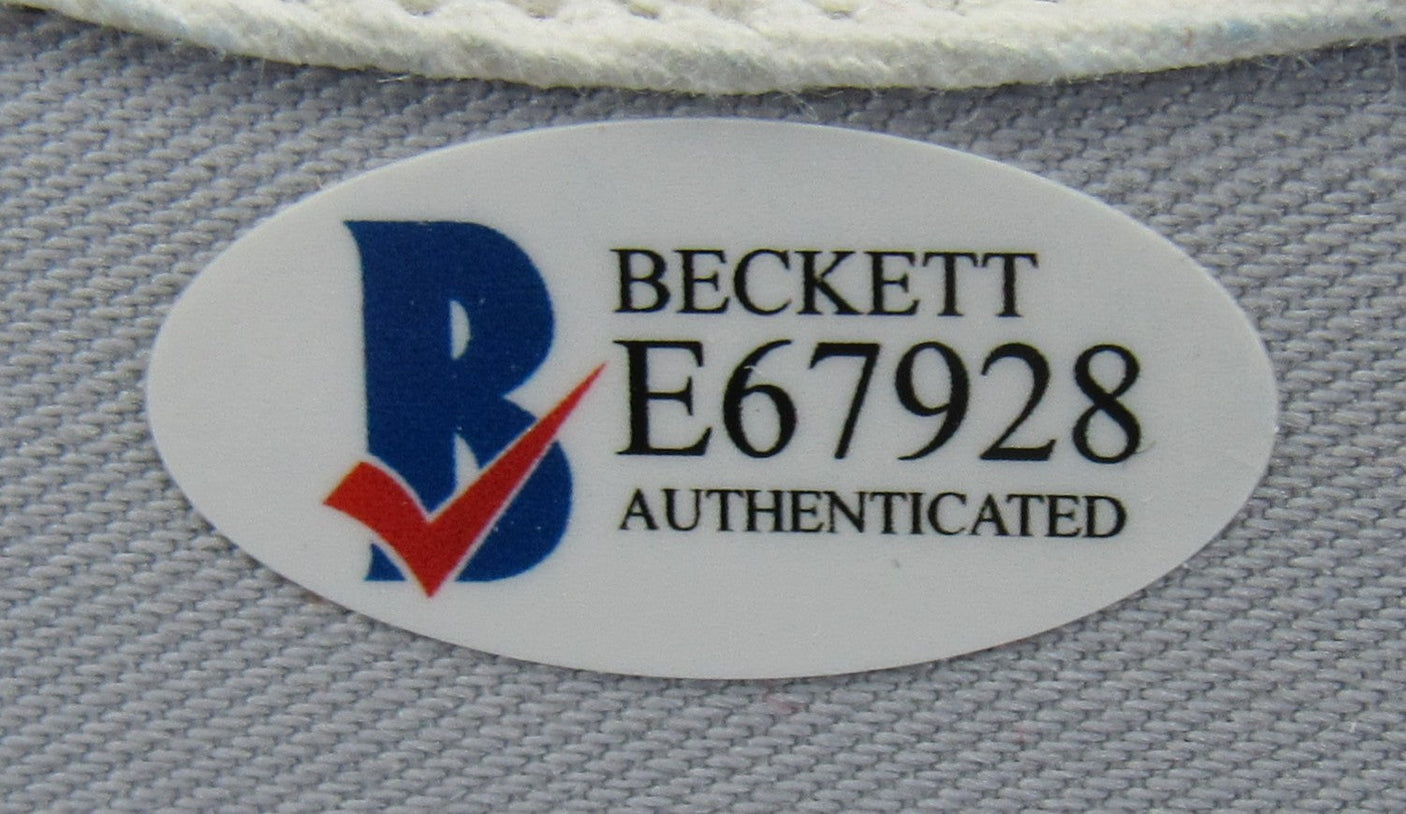 B
BECKETT
E67928
AUTHENTICATED